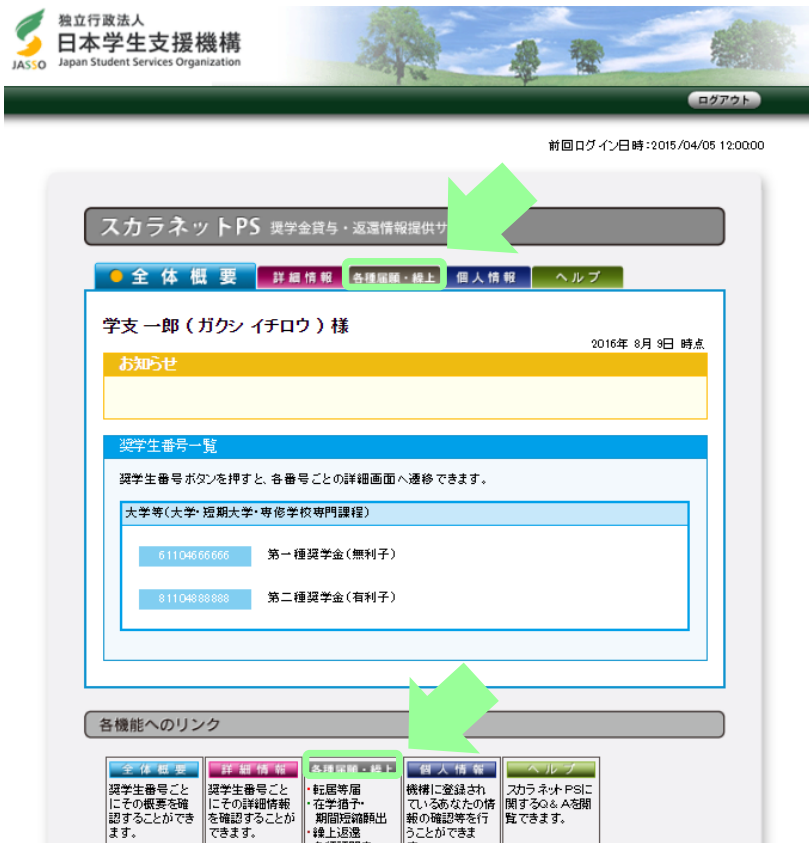 独立行政法人
日本学生支援機構
JASSO Japan Student Services Organization
ログアウト
前回ログイン日時:2015/04/05 12:00:00
スカラネットPS 奨学金貸与・返還情報提供サ
全体概要 詳細情報 各種届願・繰上 個人情報 ヘルプ
学支 一郎 ( ガクシ イチロウ ) 様
2016年 8月 9日 時点
お知らせ
奨学生番号一覧
奨学生番号ボタンを押すと、各番号ごとの詳細画面へ遷移できます。
大学等(大学・短期大学・専修学校専門課程)
61104666666 第一種奨学金(無利子)
81104888888 第二種奨学金(有利子)
各機能へのリンク
全体概要
奨学生番号ごと
にその概要を確
認することができ
ます。
詳細情報
奨学生番号ごと
にその詳細情報
を確認することが
できます。
各種届願・繰上
・転居等届
・在学猶予・
期間短縮願出
・繰上返還
個人情報
機構に登録され
ているあなたの情
報の確認等を行
うことができま
ヘルプ
スカラネットPSに
関するQ&Aを閲
覧できます。